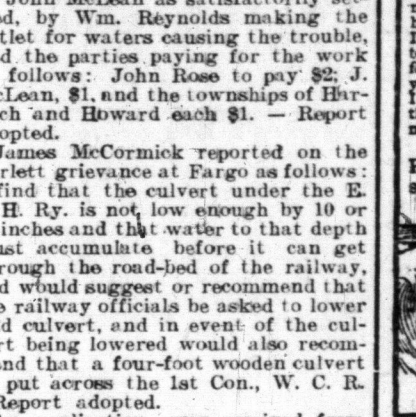 John McLean as satisfactorily set-
d, by Wm. Reynolds making the
tlet for waters causing the trouble,
d the parties paying for the work
follows: John Rose to pay $2; J.
cLean, $1, and the townships of Har-
ch and Howard each $1. — Report
opted.
James McCormick reported on the
rlett grievance at Fargo as follows:
find that the culvert under the E.
H. Ry. is not low enough by 10 or
inches and that water to that depth
ust accumulate before it can get
rough the road-bed of the railway,
d would suggest or recommend that
e railway officials be asked to lower
d culvert, and in event of the cul-
rt being lowered would also recom-
nd that a four-foot wooden culvert
put across the 1st Con., W. C. R.
Report adopted.